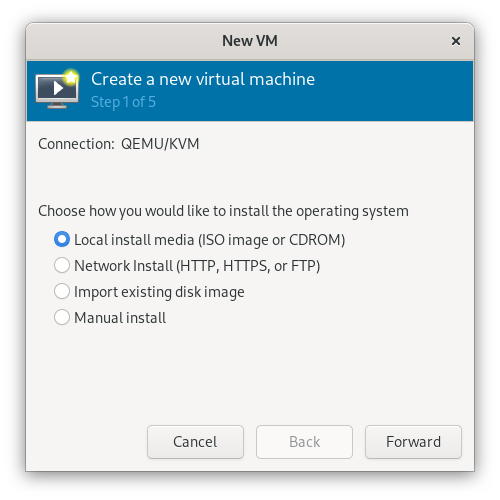 New VM
Create a new virtual machine
Step 1 of 5
Connection: QEMU/KVM
Choose how you would like to install the operating system
Local install media (ISO image or CDROM)
Network Install (HTTP, HTTPS, or FTP)
Import existing disk image
Manual install
Cancel Back Forward